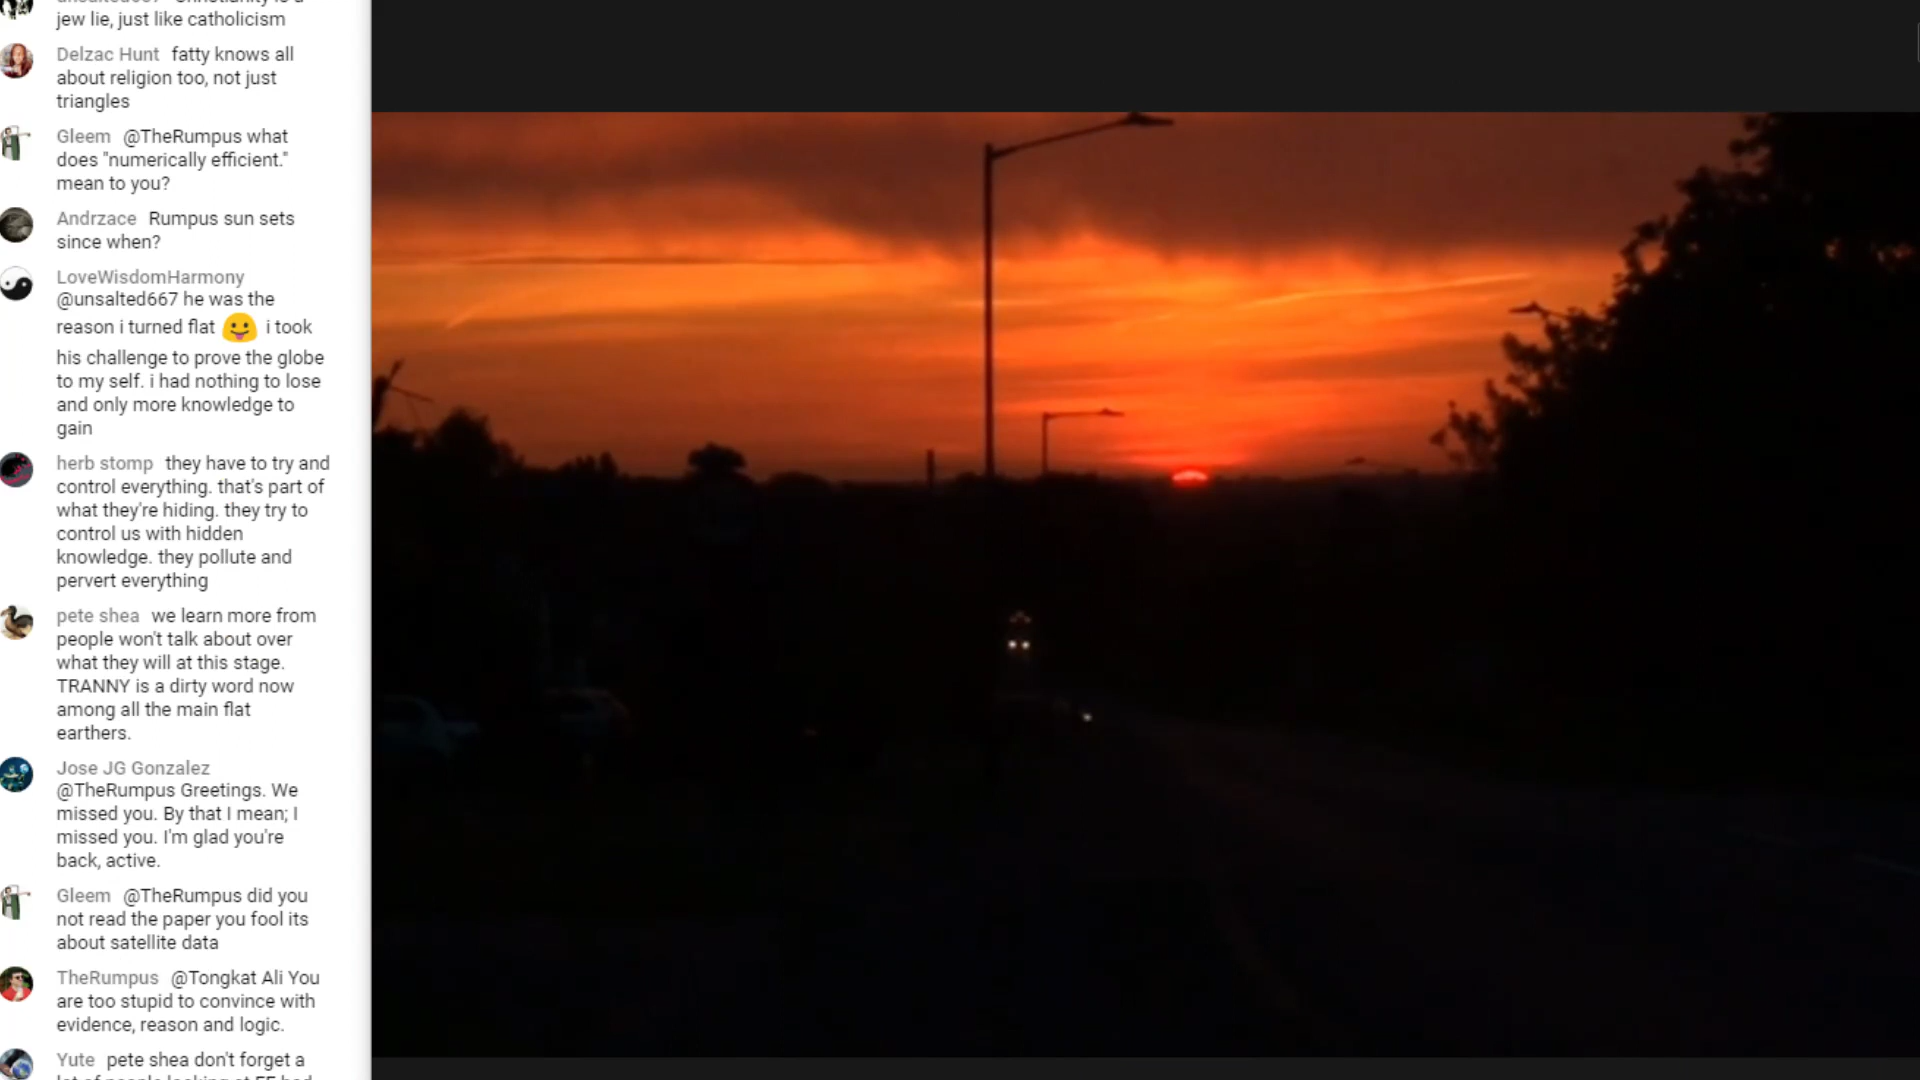 jew lie, just like catholicism
Delzac Hunt fatty knows all
about religion too, not just
triangles
Gleem @TheRumpus what
does "numerically efficient."
mean to you?
Andrzace Rumpus sun sets
since when?
LoveWisdomHarmony
@unsalted667 he was the
reason i turned flat 😛 i took
his challenge to prove the globe
to my self. i had nothing to lose
and only more knowledge to
gain
herb stomp they have to try and
control everything. that's part of
what they're hiding. they try to
control us with hidden
knowledge. they pollute and
pervert everything
pete shea we learn more from
people won't talk about over
what they will at this stage.
TRANNY is a dirty word now
among all the main flat
earthers.
Jose JG Gonzalez
@TheRumpus Greetings. We
missed you. By that I mean; I
missed you. I'm glad you're
back, active.
Gleem @TheRumpus did you
not read the paper you fool its
about satellite data
TheRumpus @Tongkat Ali You
are too stupid to convince with
evidence, reason and logic.
Yute pete shea don't forget a